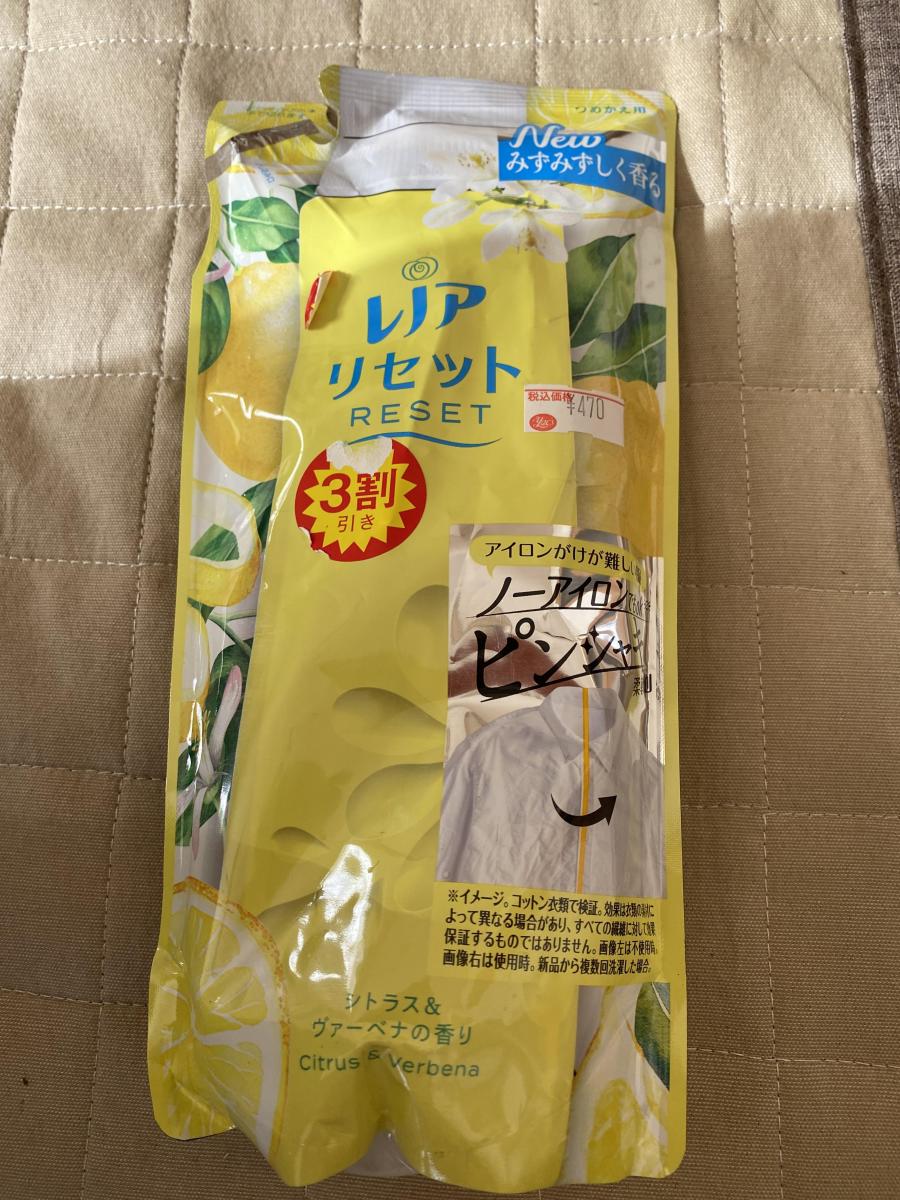 つめかえ用
New
みずみずしく香る
レノア
リセット
RESET
税込価格
¥470
3割
引き
アイロンがけが難しい
ノーアイロン
ピンシャキ
シトラス&
ヴァーベナの香り
Citrus & Verbena
※イメージ。コットン衣類で検証。効果は衣類の素材に
よって異なる場合があり、すべての繊維に対して効果
保証するものではありません。画像左は不使用時。
画像右は使用時。新品から複数回洗濯した場合。